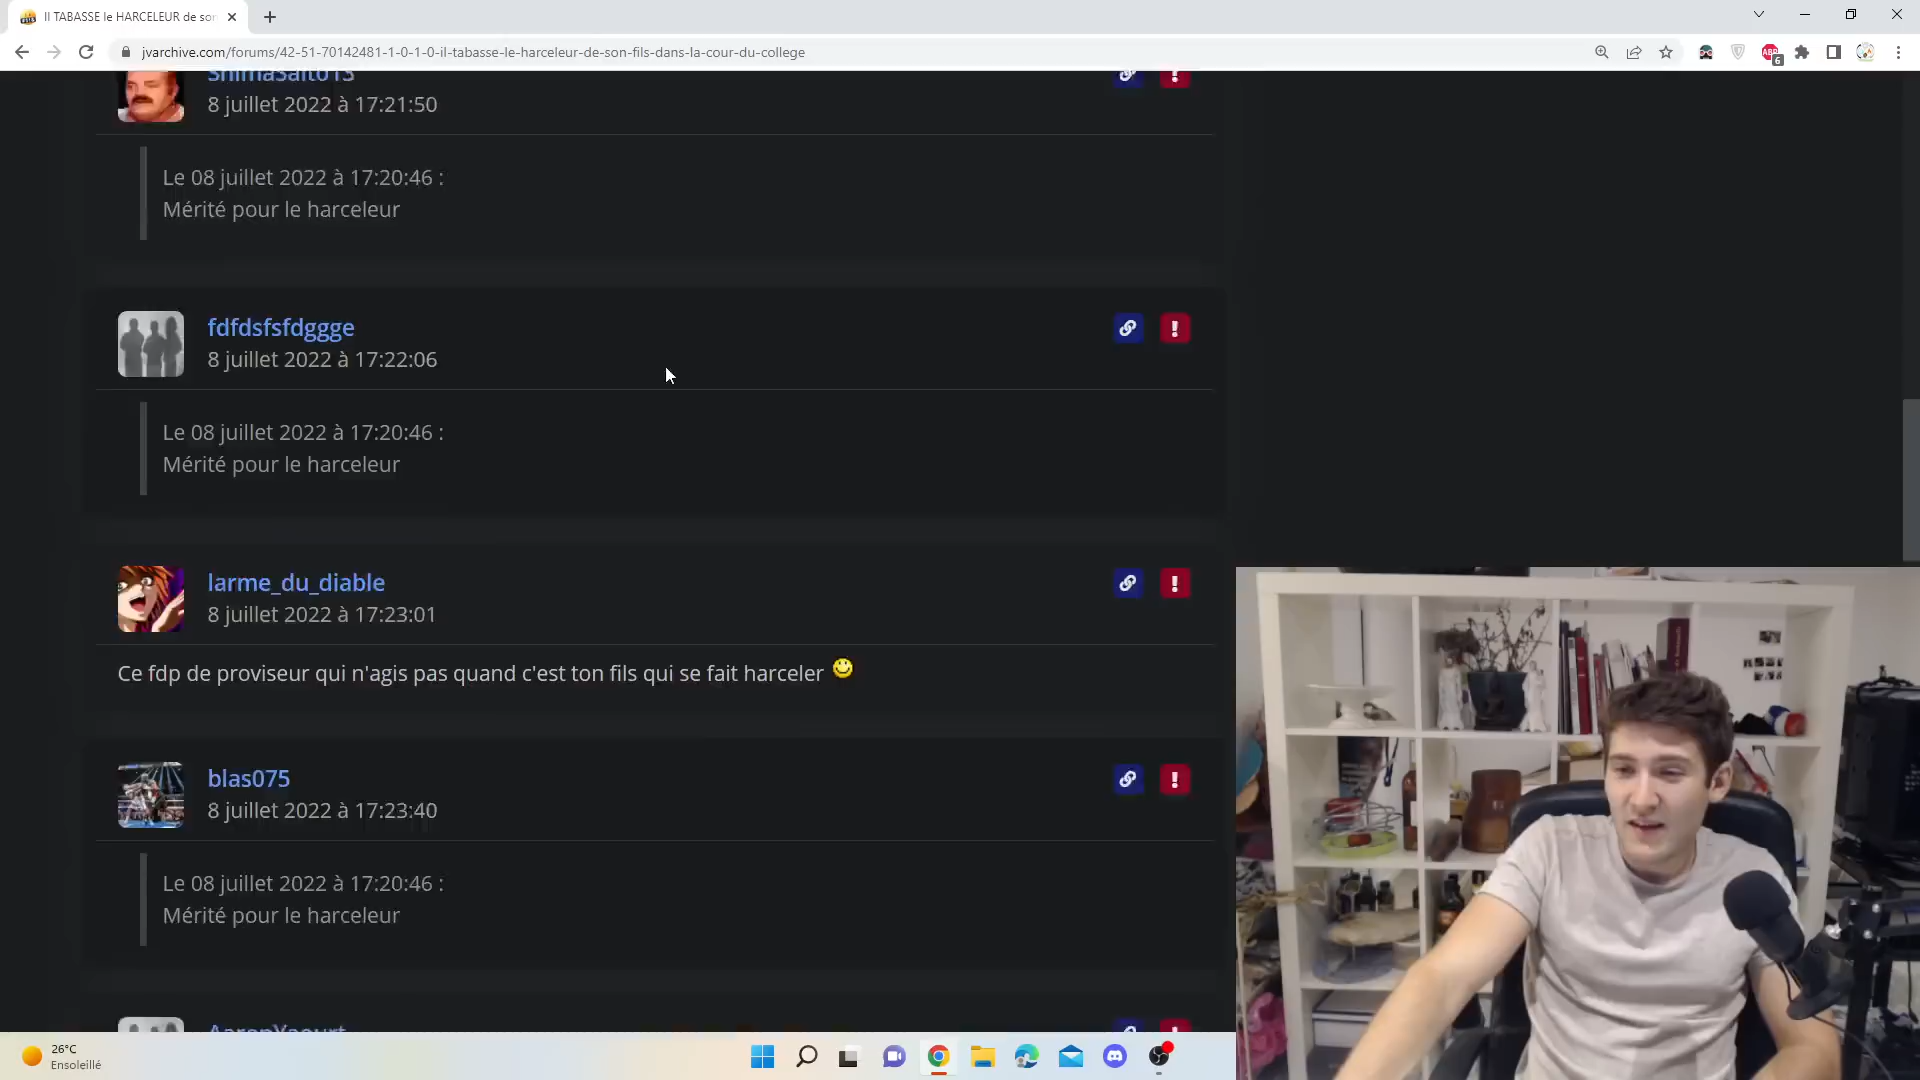 Il TABASSE le HARCELEUR de so
jvarchive.com/forums/42-51-70142481-1-0-1-0-il-tabasse-le-harceleur-de-son-fils-dans-la-cour-du-college
ABP
6
ShimaSaito13
8 juillet 2022 à 17:21:50
Le 08 juillet 2022 à 17:20:46 :
Mérité pour le harceleur
fdfdsfsfdggge
8 juillet 2022 à 17:22:06
Le 08 juillet 2022 à 17:20:46 :
Mérité pour le harceleur
larme_du_diable
8 juillet 2022 à 17:23:01
Ce fdp de proviseur qui n'agis pas quand c'est ton fils qui se fait harceler
blas075
8 juillet 2022 à 17:23:40
Le 08 juillet 2022 à 17:20:46 :
Mérité pour le harceleur
AaronYaourt
26°C
Ensoleillé